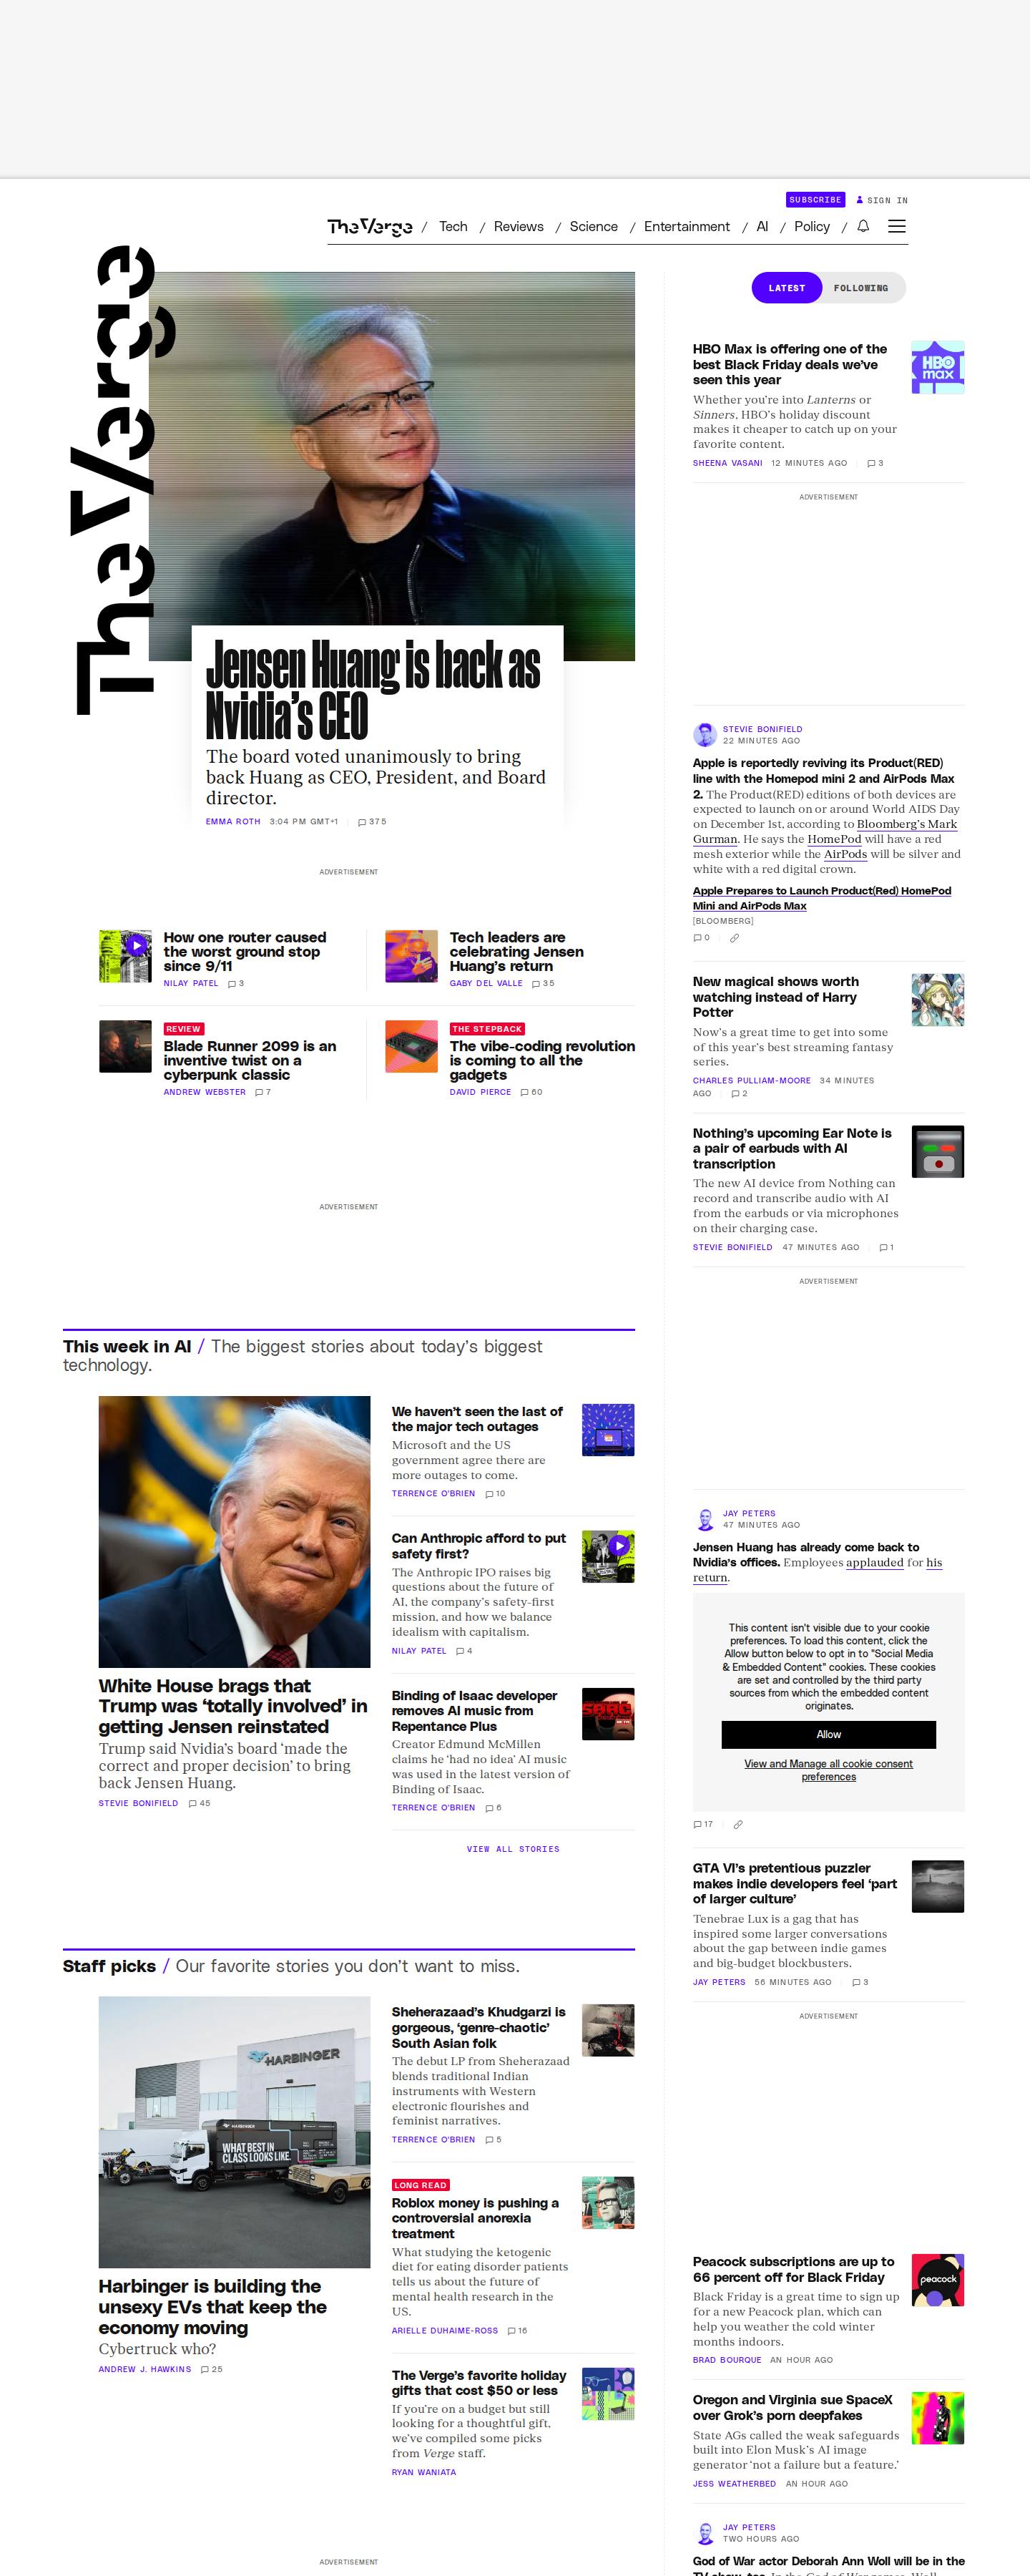 SUBSCRIBE
SIGN IN
The Verge / Tech / Reviews / Science / Entertainment / AI / Policy /
The Verge
Jensen Huang is back as
Nvidia’s CEO
The board voted unanimously to bring
back Huang as CEO, President, and Board
director.
EMMA ROTH 3:04 PM GMT+1 375
ADVERTISEMENT
How one router caused
the worst ground stop
since 9/11
NILAY PATEL 3
Tech leaders are
celebrating Jensen
Huang’s return
GABY DEL VALLE 35
REVIEW
Blade Runner 2099 is an
inventive twist on a
cyberpunk classic
ANDREW WEBSTER 7
THE STEPBACK
The vibe-coding revolution
is coming to all the
gadgets
DAVID PIERCE 60
ADVERTISEMENT
This week in AI / The biggest stories about today’s biggest
technology.
White House brags that
Trump was ‘totally involved’ in
getting Jensen reinstated
Trump said Nvidia’s board ‘made the
correct and proper decision’ to bring
back Jensen Huang.
STEVIE BONIFIELD 45
We haven’t seen the last of
the major tech outages
Microsoft and the US
government agree there are
more outages to come.
TERRENCE O’BRIEN 10
Can Anthropic afford to put
safety first?
The Anthropic IPO raises big
questions about the future of
AI, the company’s safety-first
mission, and how we balance
idealism with capitalism.
NILAY PATEL 4
Binding of Isaac developer
removes AI music from
Repentance Plus
Creator Edmund McMillen
claims he ‘had no idea’ AI music
was used in the latest version of
Binding of Isaac.
TERRENCE O’BRIEN 6
VIEW ALL STORIES
Staff picks / Our favorite stories you don’t want to miss.
HARBINGER
HARBINGER
WHAT BEST IN
CLASS LOOKS LIKE.
Harbinger is building the
unsexy EVs that keep the
economy moving
Cybertruck who?
ANDREW J. HAWKINS 25
Sheherazaad’s Khudgarzi is
gorgeous, ‘genre-chaotic’
South Asian folk
The debut LP from Sheherazaad
blends traditional Indian
instruments with Western
electronic flourishes and
feminist narratives.
TERRENCE O’BRIEN 5
LONG READ
Roblox money is pushing a
controversial anorexia
treatment
What studying the ketogenic
diet for eating disorder patients
tells us about the future of
mental health research in the
US.
ARIELLE DUHAIME-ROSS 16
The Verge’s favorite holiday
gifts that cost $50 or less
If you’re on a budget but still
looking for a thoughtful gift,
we’ve compiled some picks
from Verge staff.
RYAN WANIATA
ADVERTISEMENT
LATEST FOLLOWING
HBO Max is offering one of the
best Black Friday deals we’ve
seen this year
HBO
max
Whether you’re into Lanterns or
Sinners, HBO’s holiday discount
makes it cheaper to catch up on your
favorite content.
SHEENA VASANI 12 MINUTES AGO 3
ADVERTISEMENT
STEVIE BONIFIELD
22 MINUTES AGO
Apple is reportedly reviving its Product(RED)
line with the Homepod mini 2 and AirPods Max
2. The Product(RED) editions of both devices are
expected to launch on or around World AIDS Day
on December 1st, according to Bloomberg’s Mark
Gurman. He says the HomePod will have a red
mesh exterior while the AirPods will be silver and
white with a red digital crown.
Apple Prepares to Launch Product(Red) HomePod
Mini and AirPods Max
[BLOOMBERG]
0
New magical shows worth
watching instead of Harry
Potter
Now’s a great time to get into some
of this year’s best streaming fantasy
series.
CHARLES PULLIAM-MOORE 34 MINUTES
AGO 2
Nothing’s upcoming Ear Note is
a pair of earbuds with AI
transcription
The new AI device from Nothing can
record and transcribe audio with AI
from the earbuds or via microphones
on their charging case.
STEVIE BONIFIELD 47 MINUTES AGO 1
ADVERTISEMENT
JAY PETERS
47 MINUTES AGO
Jensen Huang has already come back to
Nvidia’s offices. Employees applauded for his
return.
This content isn't visible due to your cookie
preferences. To load this content, click the
Allow button below to opt in to "Social Media
& Embedded Content" cookies. These cookies
are set and controlled by the third party
sources from which the embedded content
originates.
Allow
View and Manage all cookie consent
preferences
17
GTA VI’s pretentious puzzler
makes indie developers feel ‘part
of larger culture’
Tenebrae Lux is a gag that has
inspired some larger conversations
about the gap between indie games
and big-budget blockbusters.
JAY PETERS 56 MINUTES AGO 3
ADVERTISEMENT
Peacock subscriptions are up to
66 percent off for Black Friday
peacock
Black Friday is a great time to sign up
for a new Peacock plan, which can
help you weather the cold winter
months indoors.
BRAD BOURQUE AN HOUR AGO
Oregon and Virginia sue SpaceX
over Grok’s porn deepfakes
State AGs called the weak safeguards
built into Elon Musk’s AI image
generator ‘not a failure but a feature.’
JESS WEATHERBED AN HOUR AGO
JAY PETERS
TWO HOURS AGO
God of War actor Deborah Ann Woll will be in the